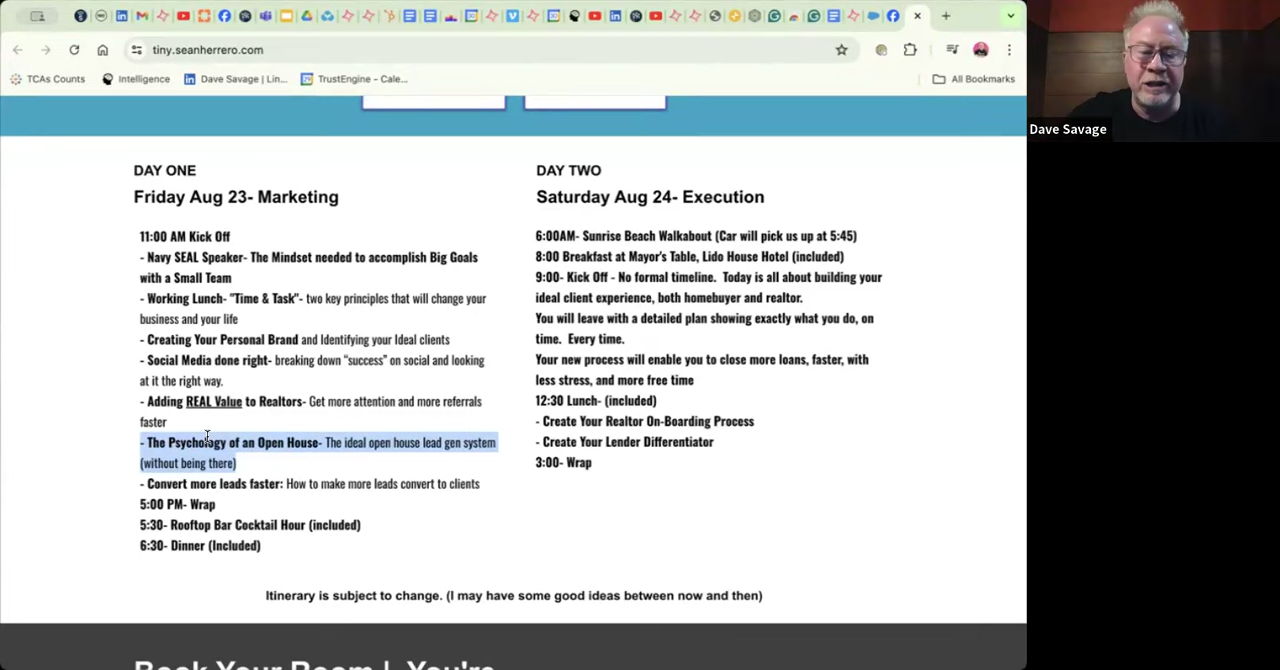 tiny.seanherrero.com
TCAs Counts
Intelligence
Dave Savage | Lin...
TrustEngine – Cale...
All Bookmarks
Dave Savage
DAY ONE
Friday Aug 23- Marketing
11:00 AM Kick Off
- Navy SEAL Speaker- The Mindset needed to accomplish Big Goals
with a Small Team
- Working Lunch- "Time & Task"- two key principles that will change your
business and your life
- Creating Your Personal Brand and Identifying your Ideal clients
- Social Media done right- breaking down “success” on social and looking
at it the right way.
- Adding REAL Value to Realtors- Get more attention and more referrals
faster
- The Psychology of an Open House- The ideal open house lead gen system
(without being there)
- Convert more leads faster: How to make more leads convert to clients
5:00 PM- Wrap
5:30- Rooftop Bar Cocktail Hour (included)
6:30- Dinner (Included)
DAY TWO
Saturday Aug 24- Execution
6:00AM- Sunrise Beach Walkabout (Car will pick us up at 5:45)
8:00 Breakfast at Mayor's Table, Lido House Hotel (included)
9:00- Kick Off - No formal timeline. Today is all about building your
ideal client experience, both homebuyer and realtor.
You will leave with a detailed plan showing exactly what you do, on
time. Every time.
Your new process will enable you to close more loans, faster, with
less stress, and more free time
12:30 Lunch- (included)
- Create Your Realtor On-Boarding Process
- Create Your Lender Differentiator
3:00- Wrap
Itinerary is subject to change. (I may have some good ideas between now and then)
Book Your Room | You're